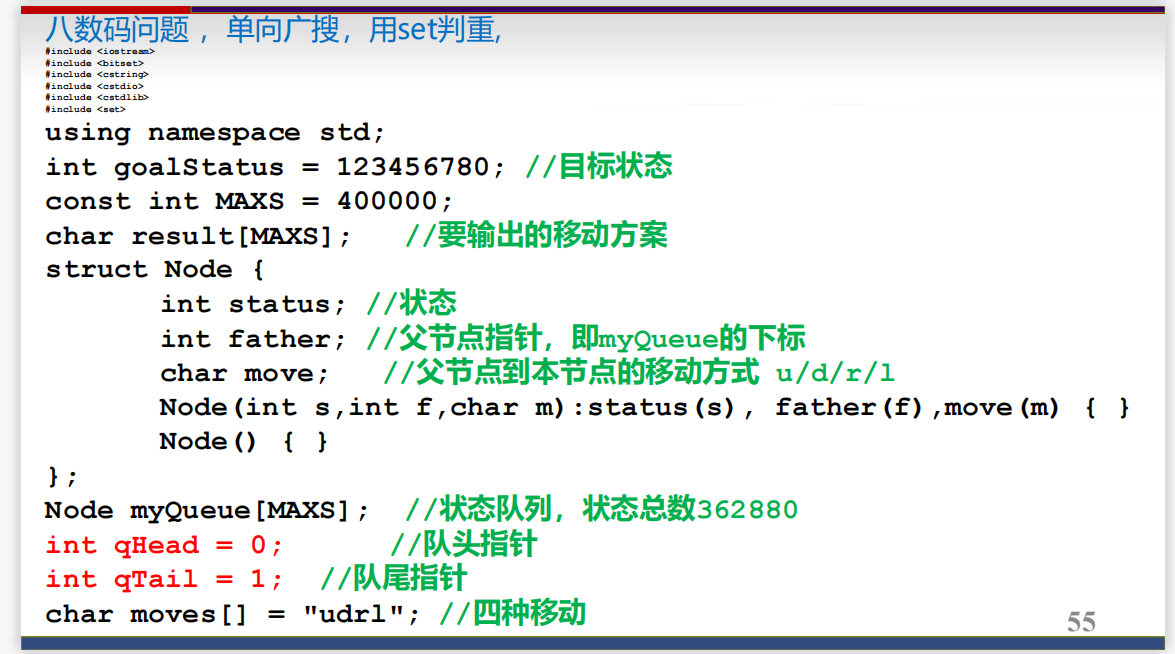 八数码问题 ，单向广搜，用set判重,
#include <iostream>
#include <bitset>
#include <cstring>
#include <cstdio>
#include <cstdlib>
#include <set>
using namespace std;
int goalStatus = 123456780; //目标状态
const int MAXS = 400000;
char result[MAXS]; //要输出的移动方案
struct Node {
int status; //状态
int father; //父节点指针，即myQueue的下标
char move; //父节点到本节点的移动方式 u/d/r/l
Node(int s,int f,char m):status(s), father(f),move(m) { }
Node() { }
};
Node myQueue[MAXS]; //状态队列，状态总数362880
int qHead = 0; //队头指针
int qTail = 1; //队尾指针
char moves[] = "udrl"; //四种移动
55